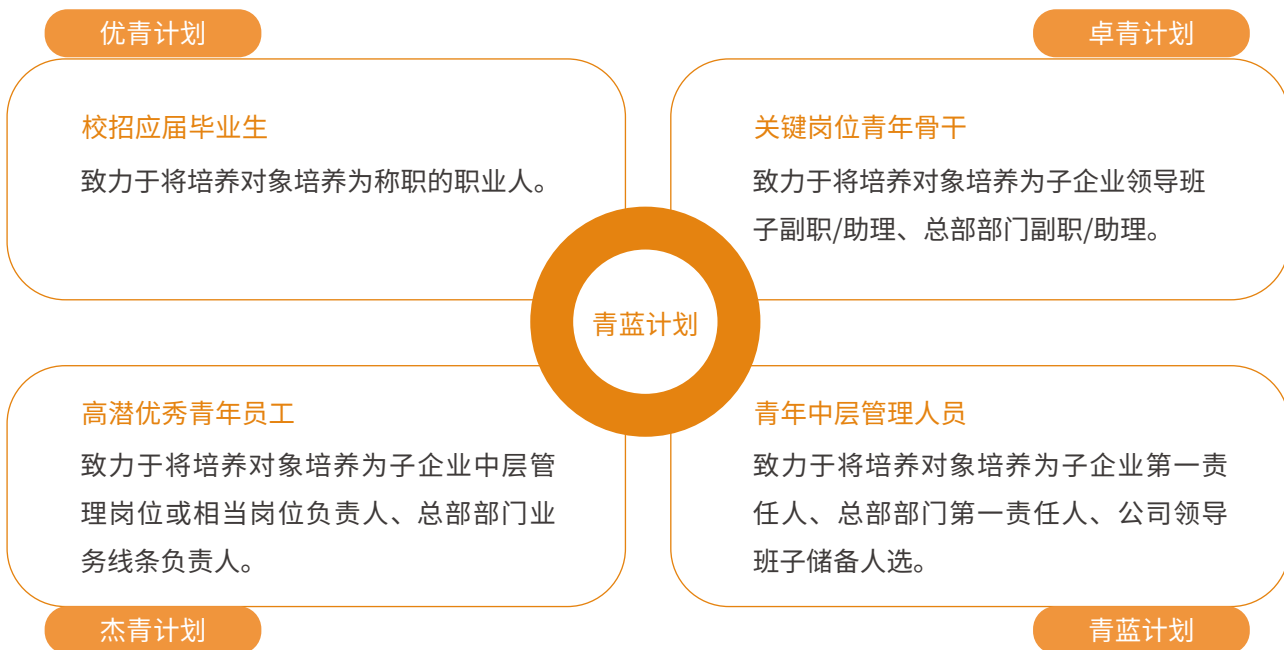 优青计划
校招应届毕业生
致力于将培养对象培养为称职的职业人。
卓青计划
关键岗位青年骨干
致力于将培养对象培养为子企业领导班
子副职/助理、总部部门副职/助理。
青蓝计划
高潜优秀青年员工
致力于将培养对象培养为子企业中层管
理岗位或相当岗位负责人、总部部门业
务线条负责人。
杰青计划
青年中层管理人员
致力于将培养对象培养为子企业第一责
任人、总部部门第一责任人、公司领导
班子储备人选。
青蓝计划